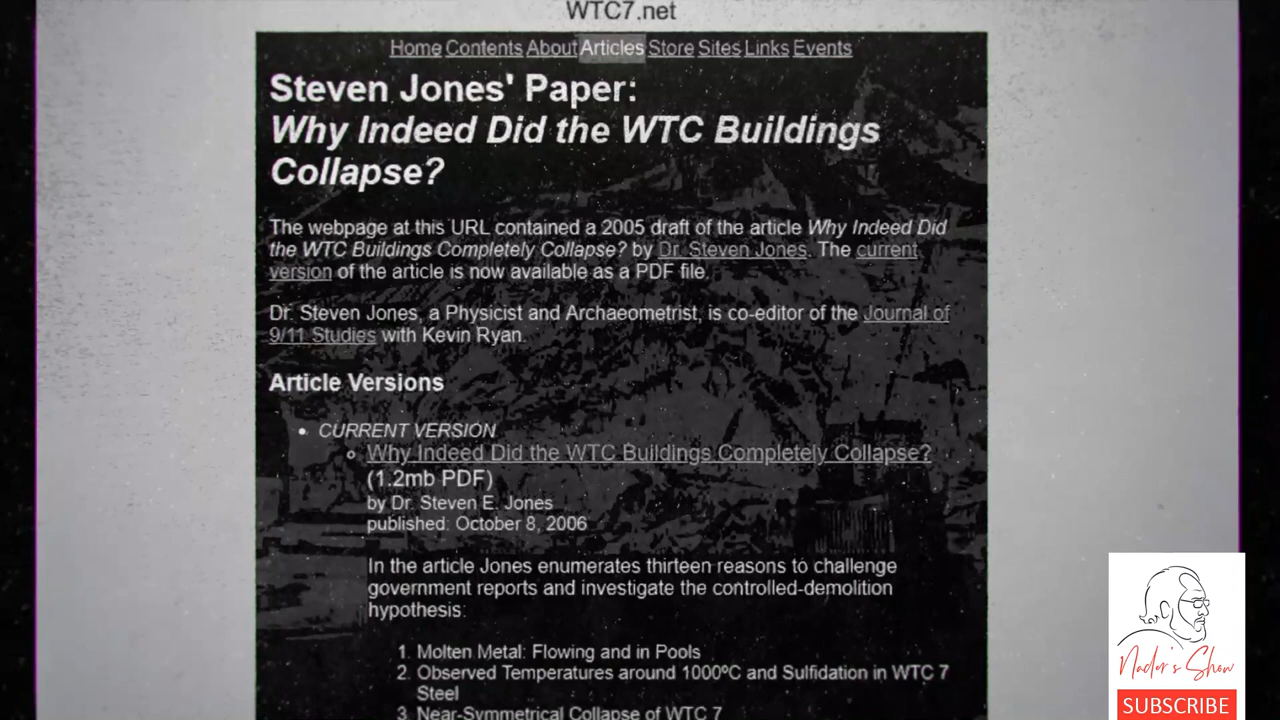 WTC7.net
Home Contents About Articles Store Sites Links Events
Steven Jones' Paper:
Why Indeed Did the WTC Buildings
Collapse?
The webpage at this URL contained a 2005 draft of the article Why Indeed Did
the WTC Buildings Completely Collapse? by Dr. Steven Jones. The current
version of the article is now available as a PDF file.
Dr. Steven Jones, a Physicist and Archaeometrist, is co-editor of the Journal of
9/11 Studies with Kevin Ryan.
Article Versions
• CURRENT VERSION
o Why Indeed Did the WTC Buildings Completely Collapse?
(1.2mb PDF)
by Dr. Steven E. Jones
published: October 8, 2006
In the article Jones enumerates thirteen reasons to challenge
government reports and investigate the controlled-demolition
hypothesis:
1. Molten Metal: Flowing and in Pools
2. Observed Temperatures around 1000ºC and Sulfidation in WTC 7
Steel
3. Near-Symmetrical Collapse of WTC 7
Nader's Show
SUBSCRIBE